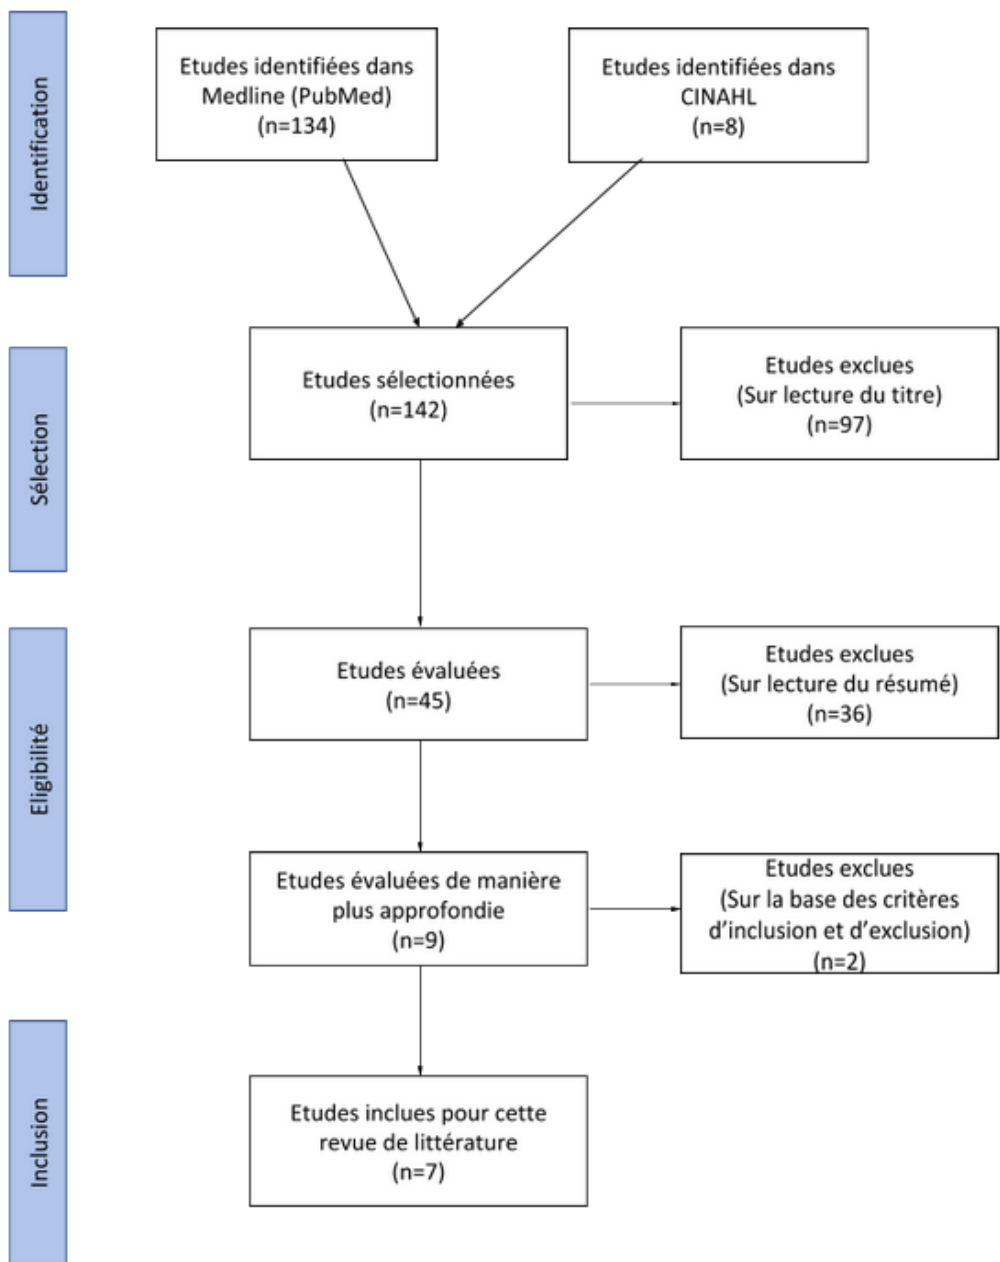 Identification
Etudes identifiées dans
Medline (PubMed)
(n=134)
Etudes identifiées dans
CINAHL
(n=8)
Sélection
Etudes sélectionnées
(n=142)
Etudes exclues
(Sur lecture du titre)
(n=97)
Eligibilité
Etudes évaluées
(n=45)
Etudes exclues
(Sur lecture du résumé)
(n=36)
Etudes évaluées de manière
plus approfondie
(n=9)
Etudes exclues
(Sur la base des critères
d'inclusion et d'exclusion)
(n=2)
Inclusion
Etudes inclues pour cette
revue de littérature
(n=7)